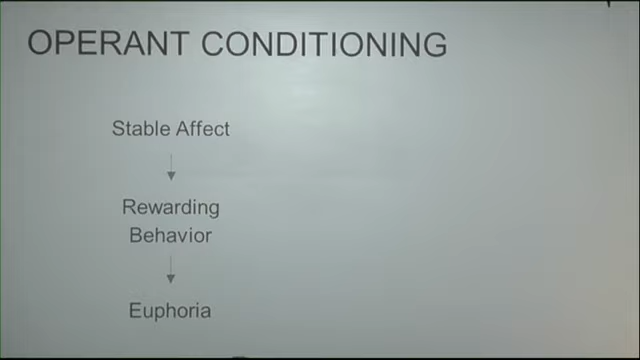 OPERANT CONDITIONING
Stable Affect
Rewarding
Behavior
Euphoria